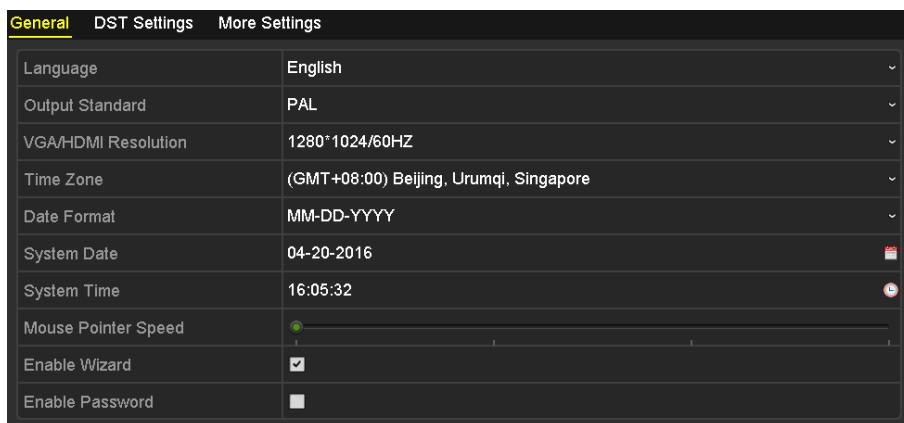 General DST Settings More Settings
Language English
Output Standard PAL
VGA/HDMI Resolution 1280*1024/60HZ
Time Zone (GMT+08:00) Beijing, Urumqi, Singapore
Date Format MM-DD-YYYY
System Date 04-20-2016
System Time 16:05:32
Mouse Pointer Speed
Enable Wizard
Enable Password